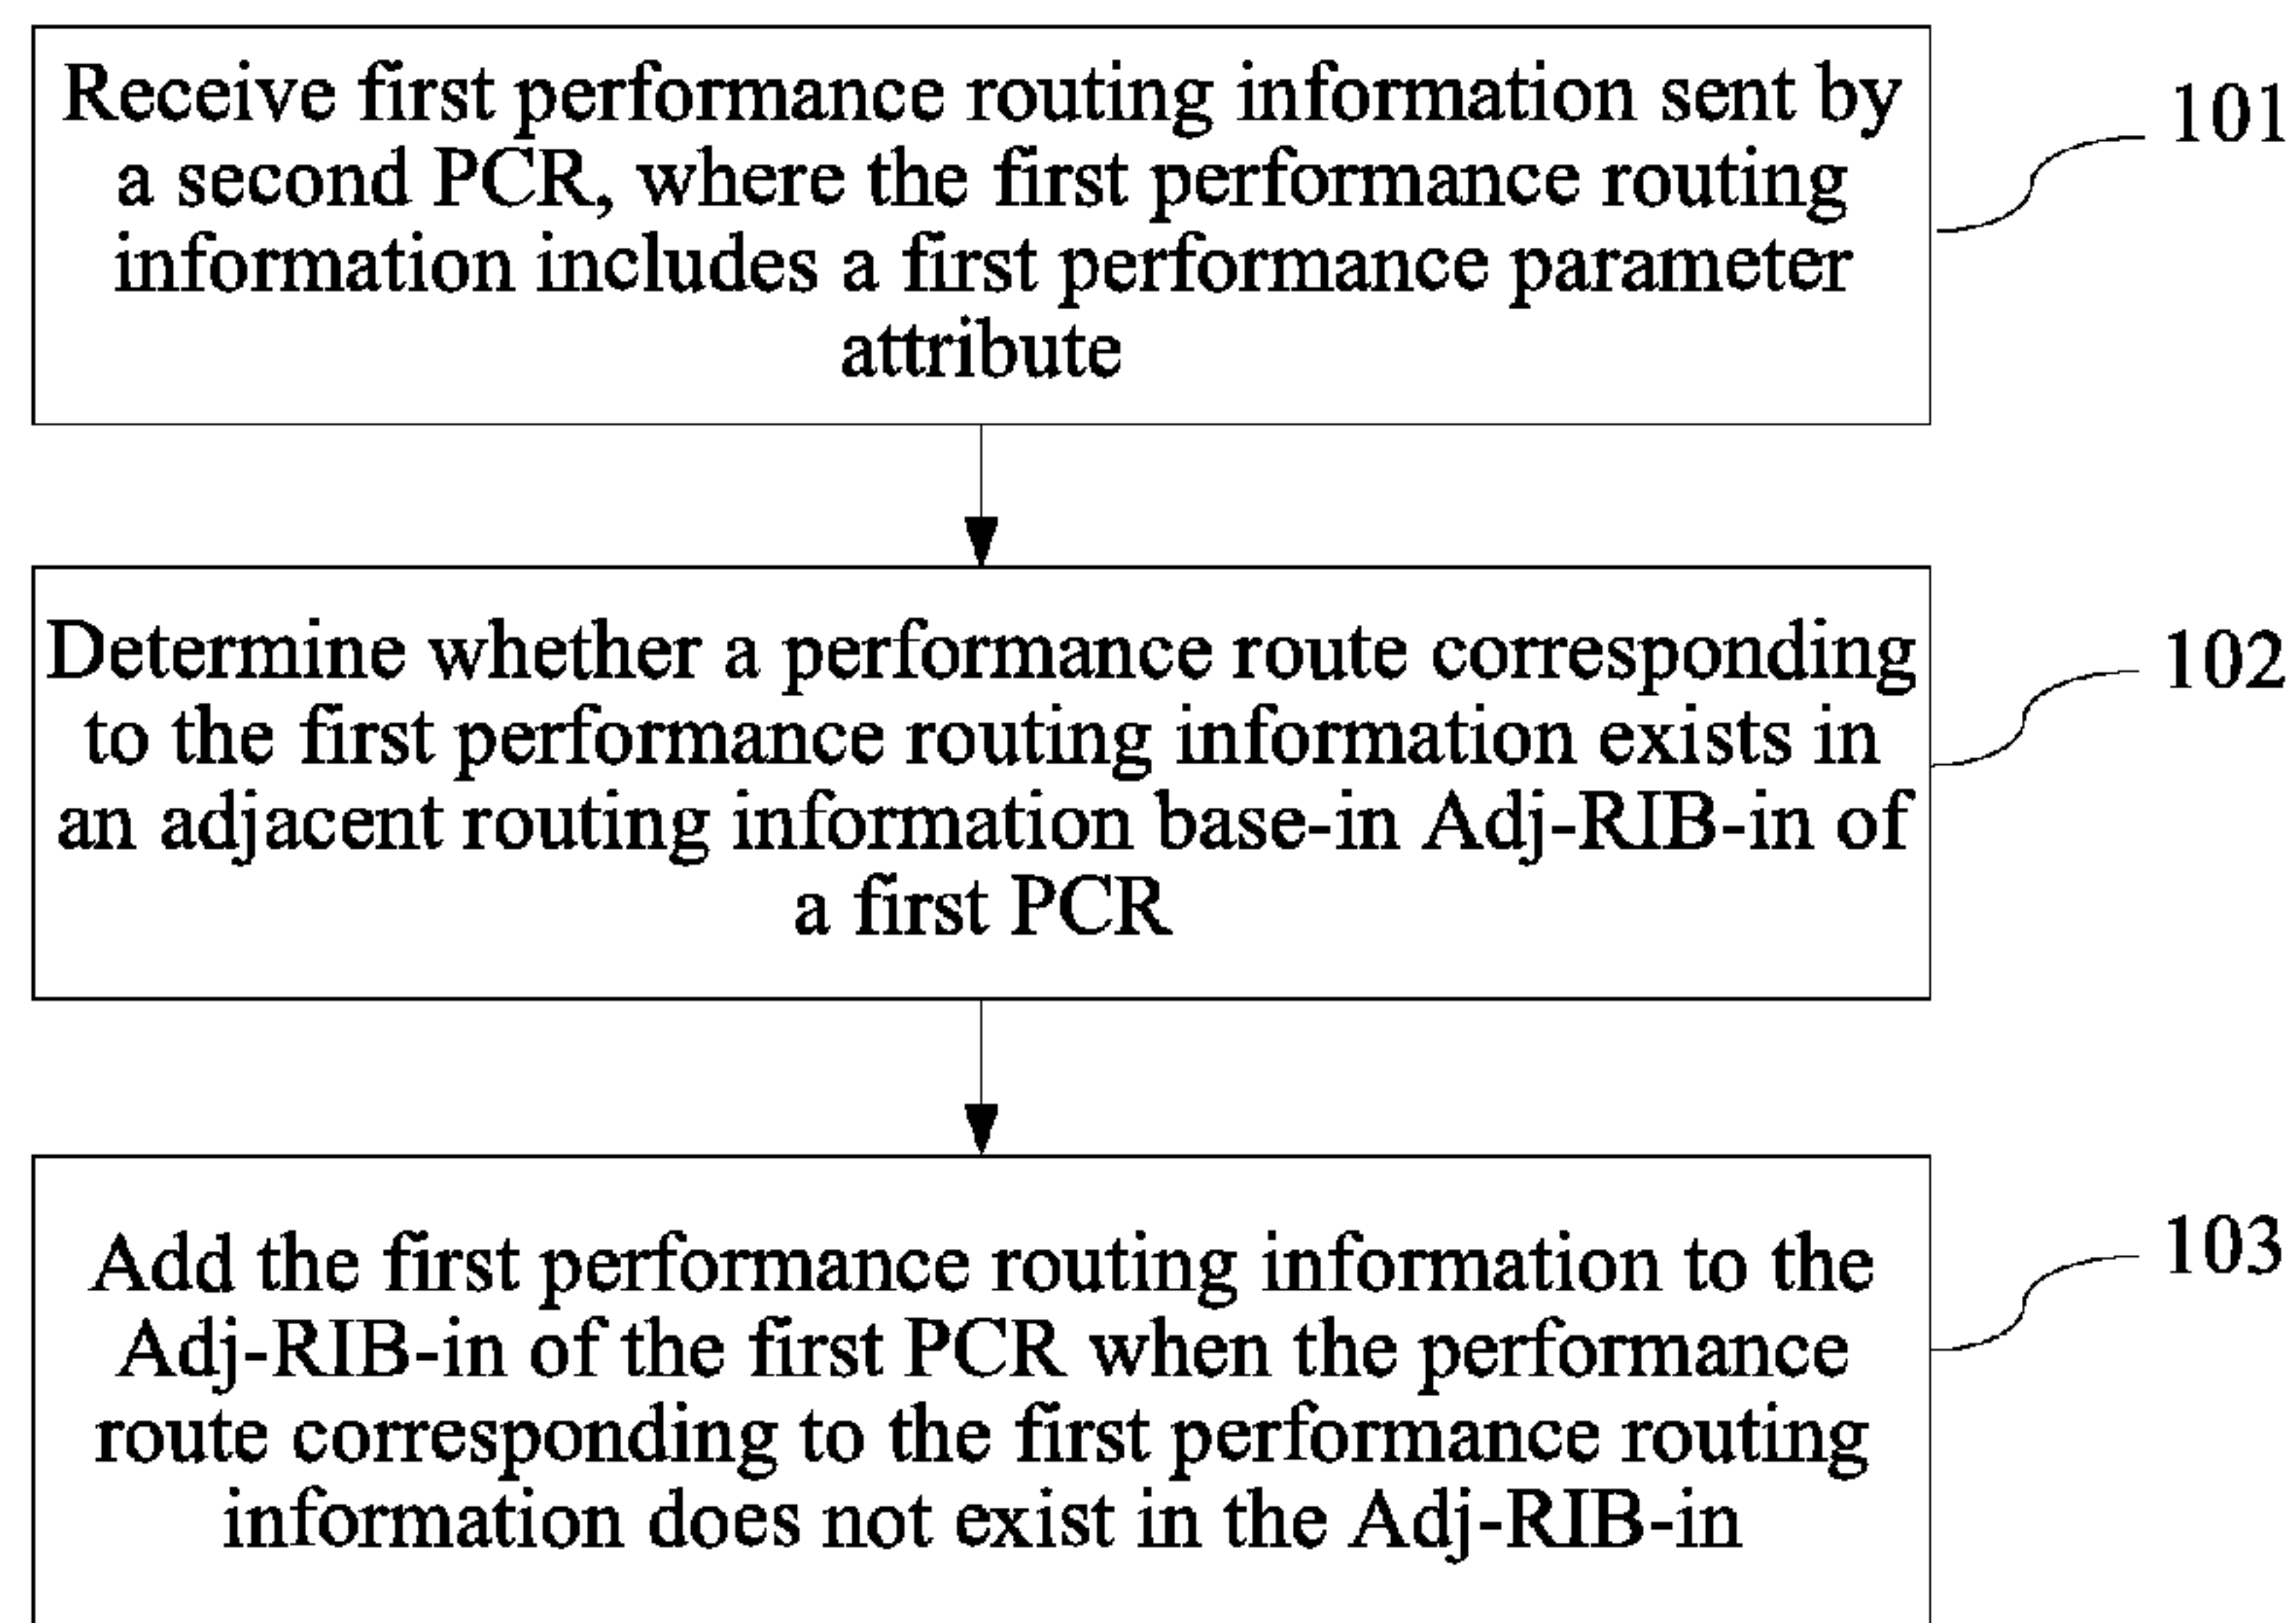 Receive first performance routing information sent by
a second PCR, where the first performance routing
information includes a first performance parameter
attribute
101
Determine whether a performance route corresponding
to the first performance routing information exists in
an adjacent routing information base-in Adj-RIB-in of
a first PCR
102
Add the first performance routing information to the
Adj-RIB-in of the first PCR when the performance
route corresponding to the first performance routing
information does not exist in the Adj-RIB-in
103